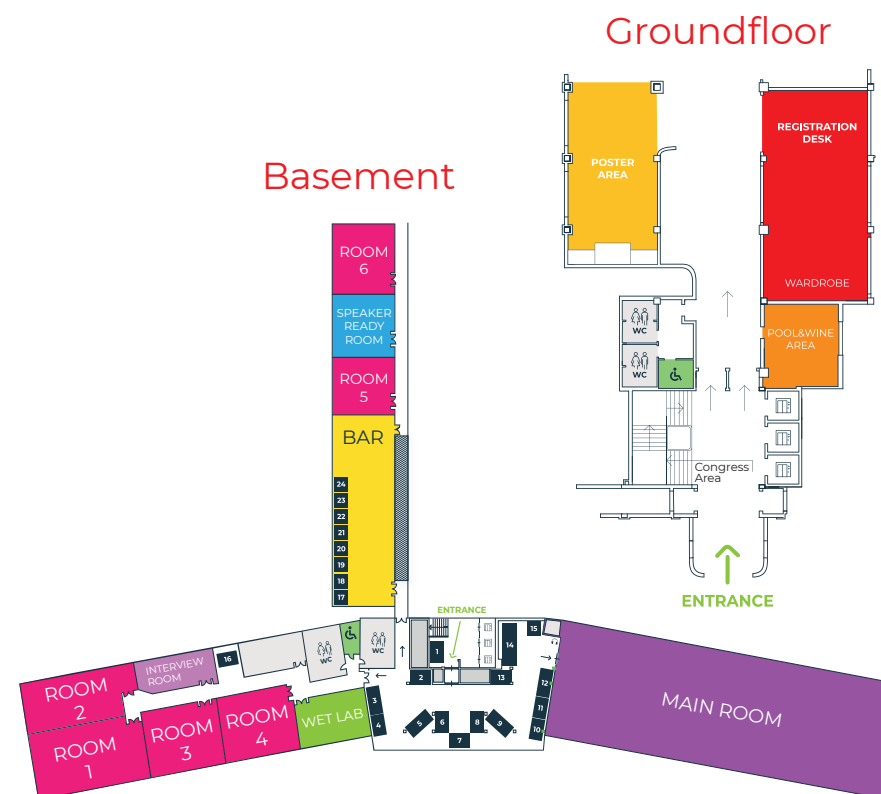 Groundfloor
REGISTRATION
DESK
POSTER
AREA
WARDROBE
WC
POOL&WINE
AREA
WC
Congress
Area
ENTRANCE
Basement
ROOM
6
SPEAKER
READY
ROOM
ROOM
5
BAR
24
23
22
21
20
19
18
17
ENTRANCE
1
14
15
WC
WC
16
2
13
INTERVIEW
ROOM
ROOM
2
ROOM
1
ROOM
3
ROOM
4
WET LAB
3
4
5
6
7
8
9
12
11
10
MAIN ROOM